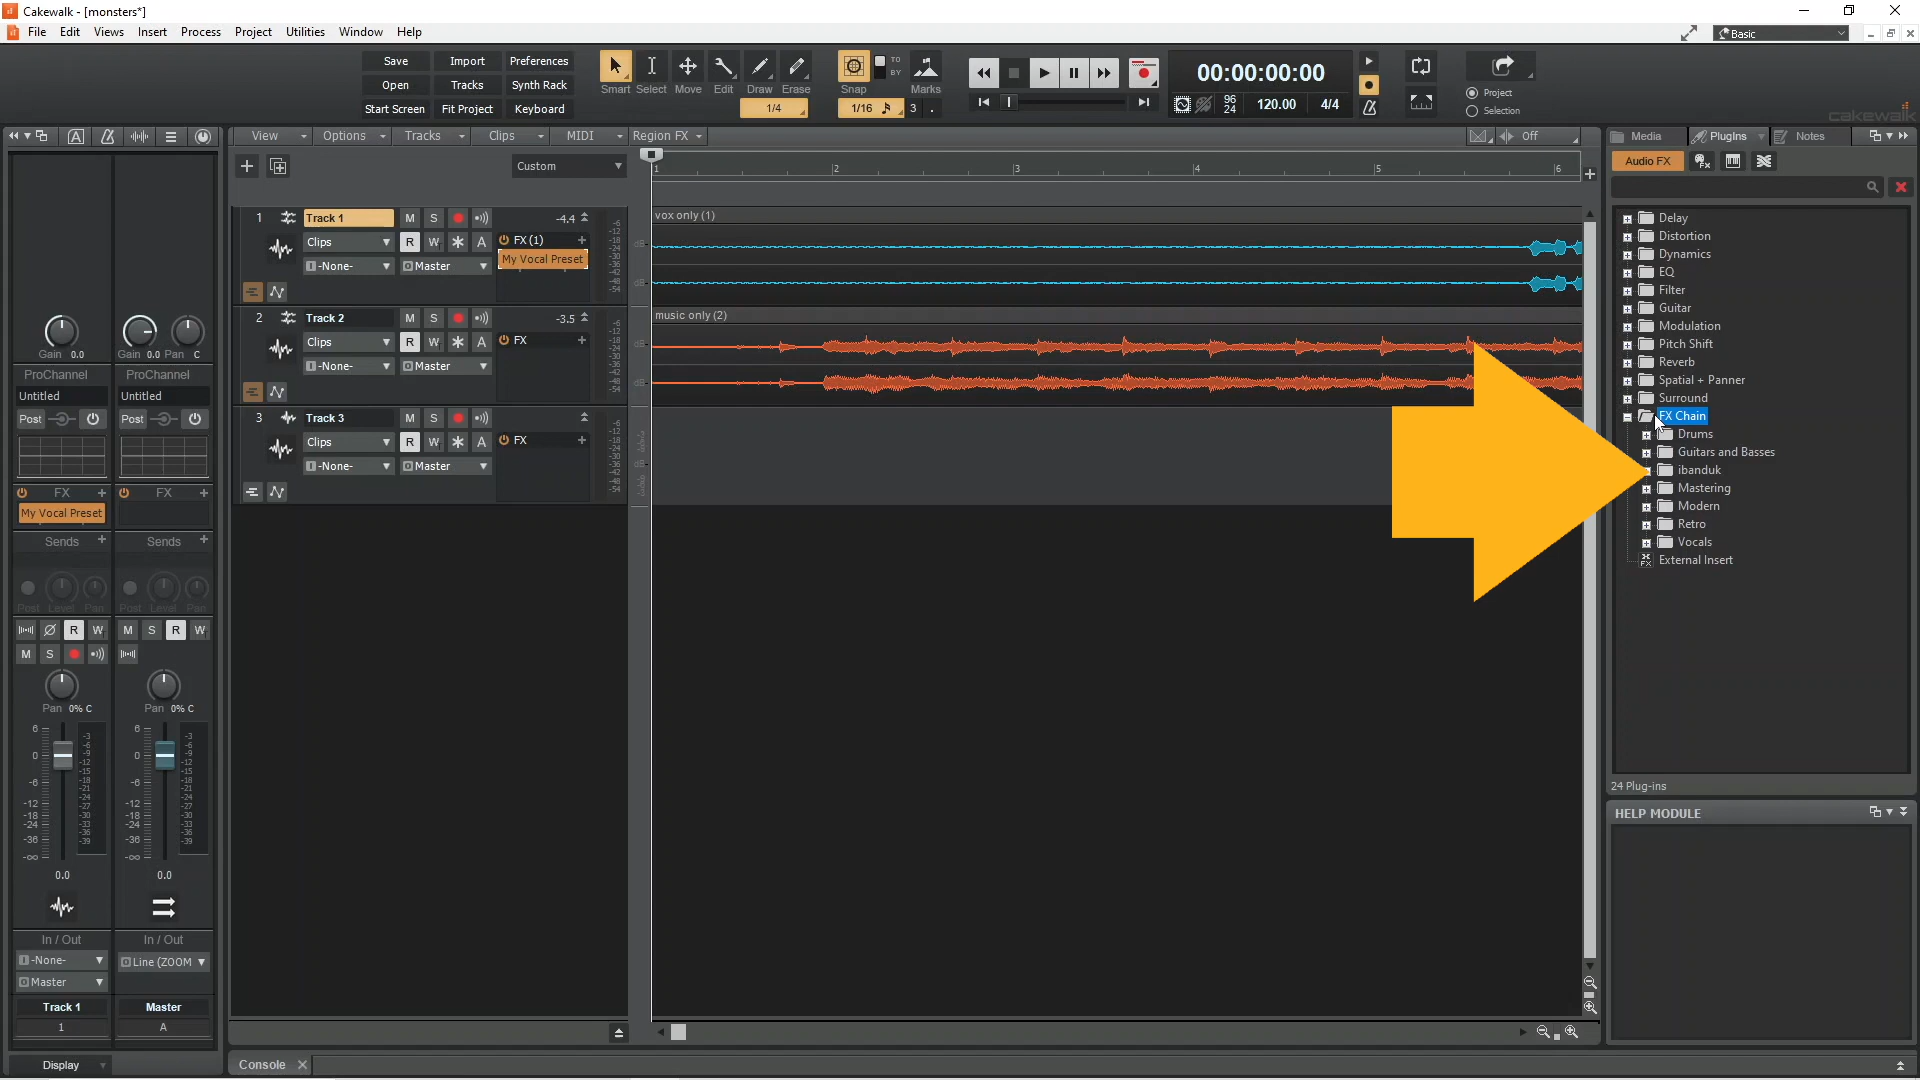 Cakewalk - [monsters*]
File Edit Views Insert Process Project Utilities Window Help
Basic
Save Import Preferences
Open Tracks Synth Rack
Start Screen Fit Project Keyboard
Smart Select Move Edit Draw Erase
1/4
Snap
TO
BY
Marks
1/16 3
00:00:00:00
96
24
120.00 4/4
Project
Selection
cakewalk
View Options Tracks Clips MIDI Region FX
Off
Custom
1 2 3 4 5 6
Media PlugIns Notes
Audio FX
1 Track 1 M S -4.4
Clips R W A FX (1)
-None- Master My Vocal Preset
vox only (1)
2 Track 2 M S -3.5
Clips R W A FX
-None- Master
music only (2)
3 Track 3 M S
Clips R W A FX
-None- Master
Gain 0.0
Gain 0.0 Pan C
ProChannel ProChannel
Untitled Untitled
Post Post
FX FX
My Vocal Preset
Sends Sends
Post Level Pan Post Level Pan
R W M S R W
M S
Pan 0% C Pan 0% C
0.0 0.0
In / Out In / Out
-None- Line (ZOOM
Master
Track 1 Master
1 A
Display
Console
Delay
Distortion
Dynamics
EQ
Filter
Guitar
Modulation
Pitch Shift
Reverb
Spatial + Panner
Surround
FX Chain
Drums
Guitars and Basses
ibanduk
Mastering
Modern
Retro
Vocals
External Insert
24 Plug-ins
HELP MODULE